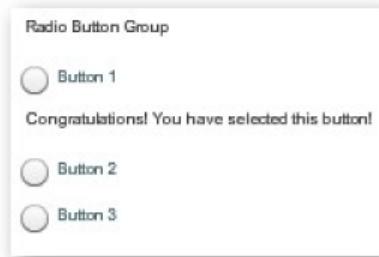 Radio Button Group
Button 1
Congratulations! You have selected this button!
Button 2
Button 3